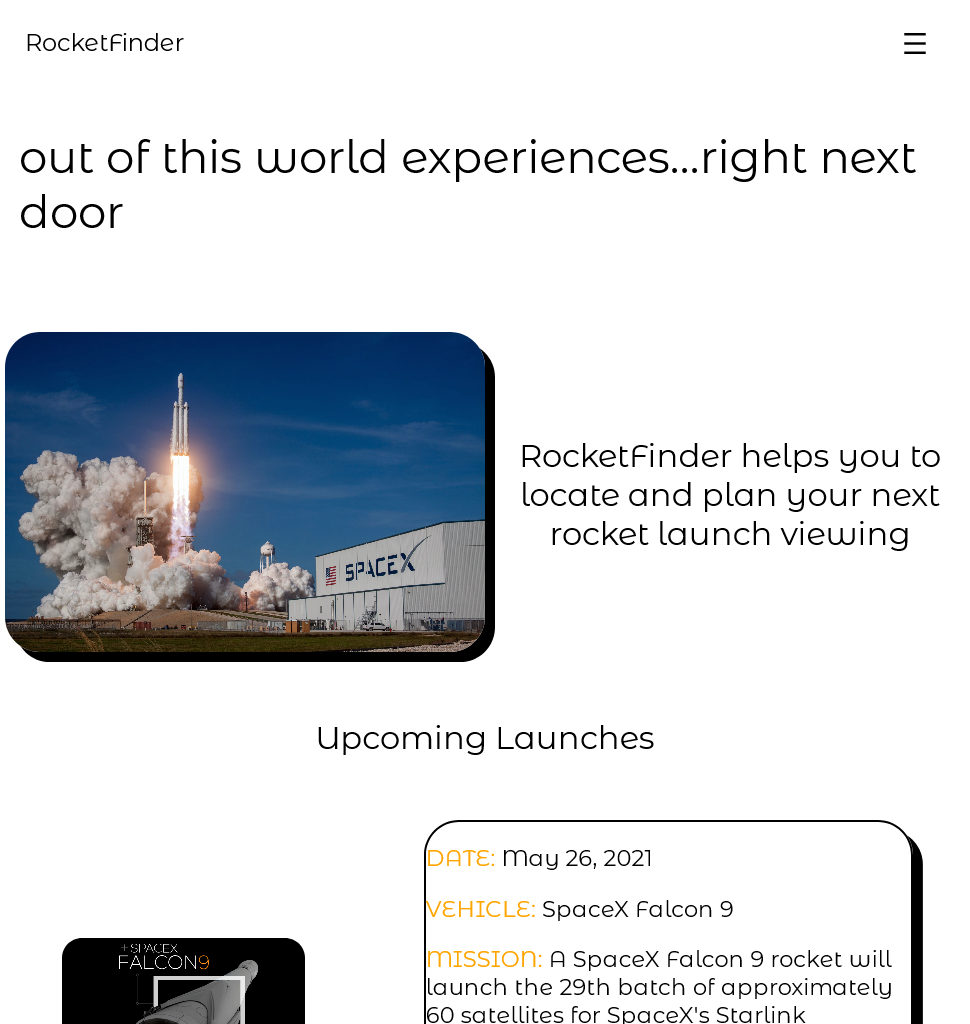 RocketFinder
out of this world experiences...right next
door
SPACEX
RocketFinder helps you to
locate and plan your next
rocket launch viewing
Upcoming Launches
DATE: May 26, 2021
VEHICLE: SpaceX Falcon 9
MISSION: A SpaceX Falcon 9 rocket will
launch the 29th batch of approximately
60 satellites for SpaceX's Starlink
+SPACEX
FALCON9